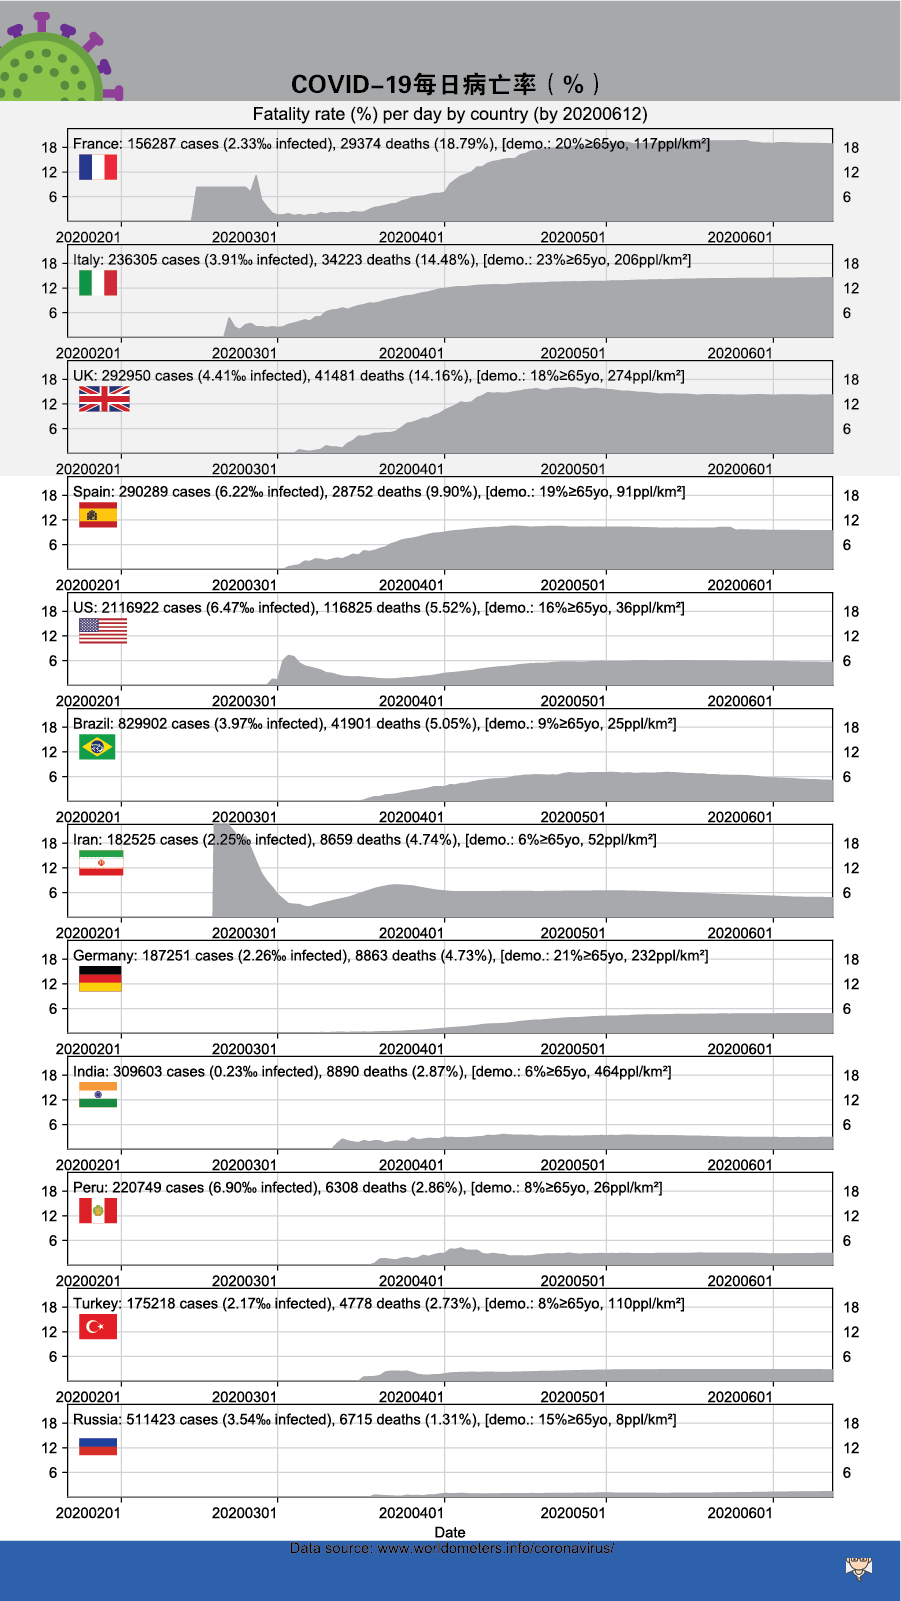 COVID-19每日病亡率（%）
Fatality rate (%) per day by country (by 20200612)
France: 156287 cases (2.33‰ infected), 29374 deaths (18.79%), [demo.: 20%≥65yo, 117ppl/km²]
18 18
12 12
6 6
20200201 20200301 20200401 20200501 20200601
Italy: 236305 cases (3.91‰ infected), 34223 deaths (14.48%), [demo.: 23%≥65yo, 206ppl/km²]
18 18
12 12
6 6
20200201 20200301 20200401 20200501 20200601
UK: 292950 cases (4.41‰ infected), 41481 deaths (14.16%), [demo.: 18%≥65yo, 274ppl/km²]
18 18
12 12
6 6
20200201 20200301 20200401 20200501 20200601
Spain: 290289 cases (6.22‰ infected), 28752 deaths (9.90%), [demo.: 19%≥65yo, 91ppl/km²]
18 18
12 12
6 6
20200201 20200301 20200401 20200501 20200601
US: 2116922 cases (6.47‰ infected), 116825 deaths (5.52%), [demo.: 16%≥65yo, 36ppl/km²]
18 18
12 12
6 6
20200201 20200301 20200401 20200501 20200601
Brazil: 829902 cases (3.97‰ infected), 41901 deaths (5.05%), [demo.: 9%≥65yo, 25ppl/km²]
18 18
12 12
6 6
20200201 20200301 20200401 20200501 20200601
Iran: 182525 cases (2.25‰ infected), 8659 deaths (4.74%), [demo.: 6%≥65yo, 52ppl/km²]
18 18
12 12
6 6
20200201 20200301 20200401 20200501 20200601
Germany: 187251 cases (2.26‰ infected), 8863 deaths (4.73%), [demo.: 21%≥65yo, 232ppl/km²]
18 18
12 12
6 6
20200201 20200301 20200401 20200501 20200601
India: 309603 cases (0.23‰ infected), 8890 deaths (2.87%), [demo.: 6%≥65yo, 464ppl/km²]
18 18
12 12
6 6
20200201 20200301 20200401 20200501 20200601
Peru: 220749 cases (6.90‰ infected), 6308 deaths (2.86%), [demo.: 8%≥65yo, 26ppl/km²]
18 18
12 12
6 6
20200201 20200301 20200401 20200501 20200601
Turkey: 175218 cases (2.17‰ infected), 4778 deaths (2.73%), [demo.: 8%≥65yo, 110ppl/km²]
18 18
12 12
6 6
20200201 20200301 20200401 20200501 20200601
Russia: 511423 cases (3.54‰ infected), 6715 deaths (1.31%), [demo.: 15%≥65yo, 8ppl/km²]
18 18
12 12
6 6
20200201 20200301 20200401 20200501 20200601
Date
Data source: www.worldometers.info/coronavirus/